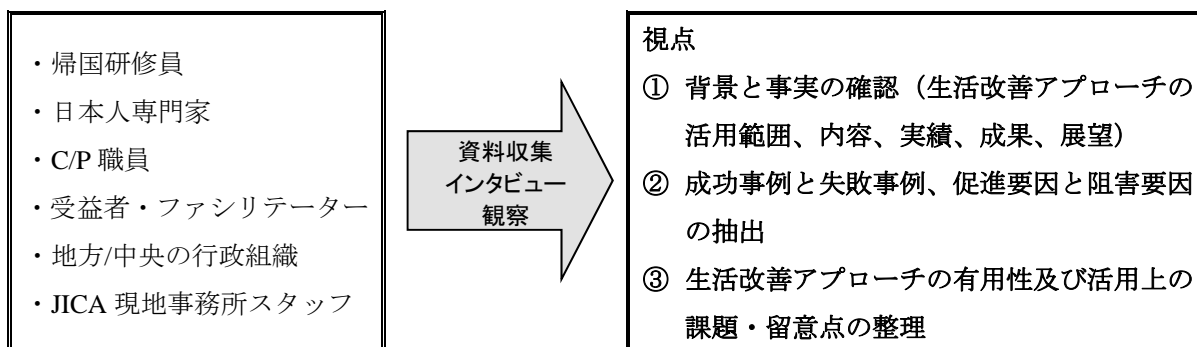 ・帰国研修員
・日本人専門家
・C/P 職員
・受益者・ファシリテーター
・地方/中央の行政組織
・JICA 現地事務所スタッフ
資料収集
インタビュー
観察
視点
① 背景と事実の確認（生活改善アプローチの
活用範囲、内容、実績、成果、展望）
② 成功事例と失敗事例、促進要因と阻害要因
の抽出
③ 生活改善アプローチの有用性及び活用上の
課題・留意点の整理